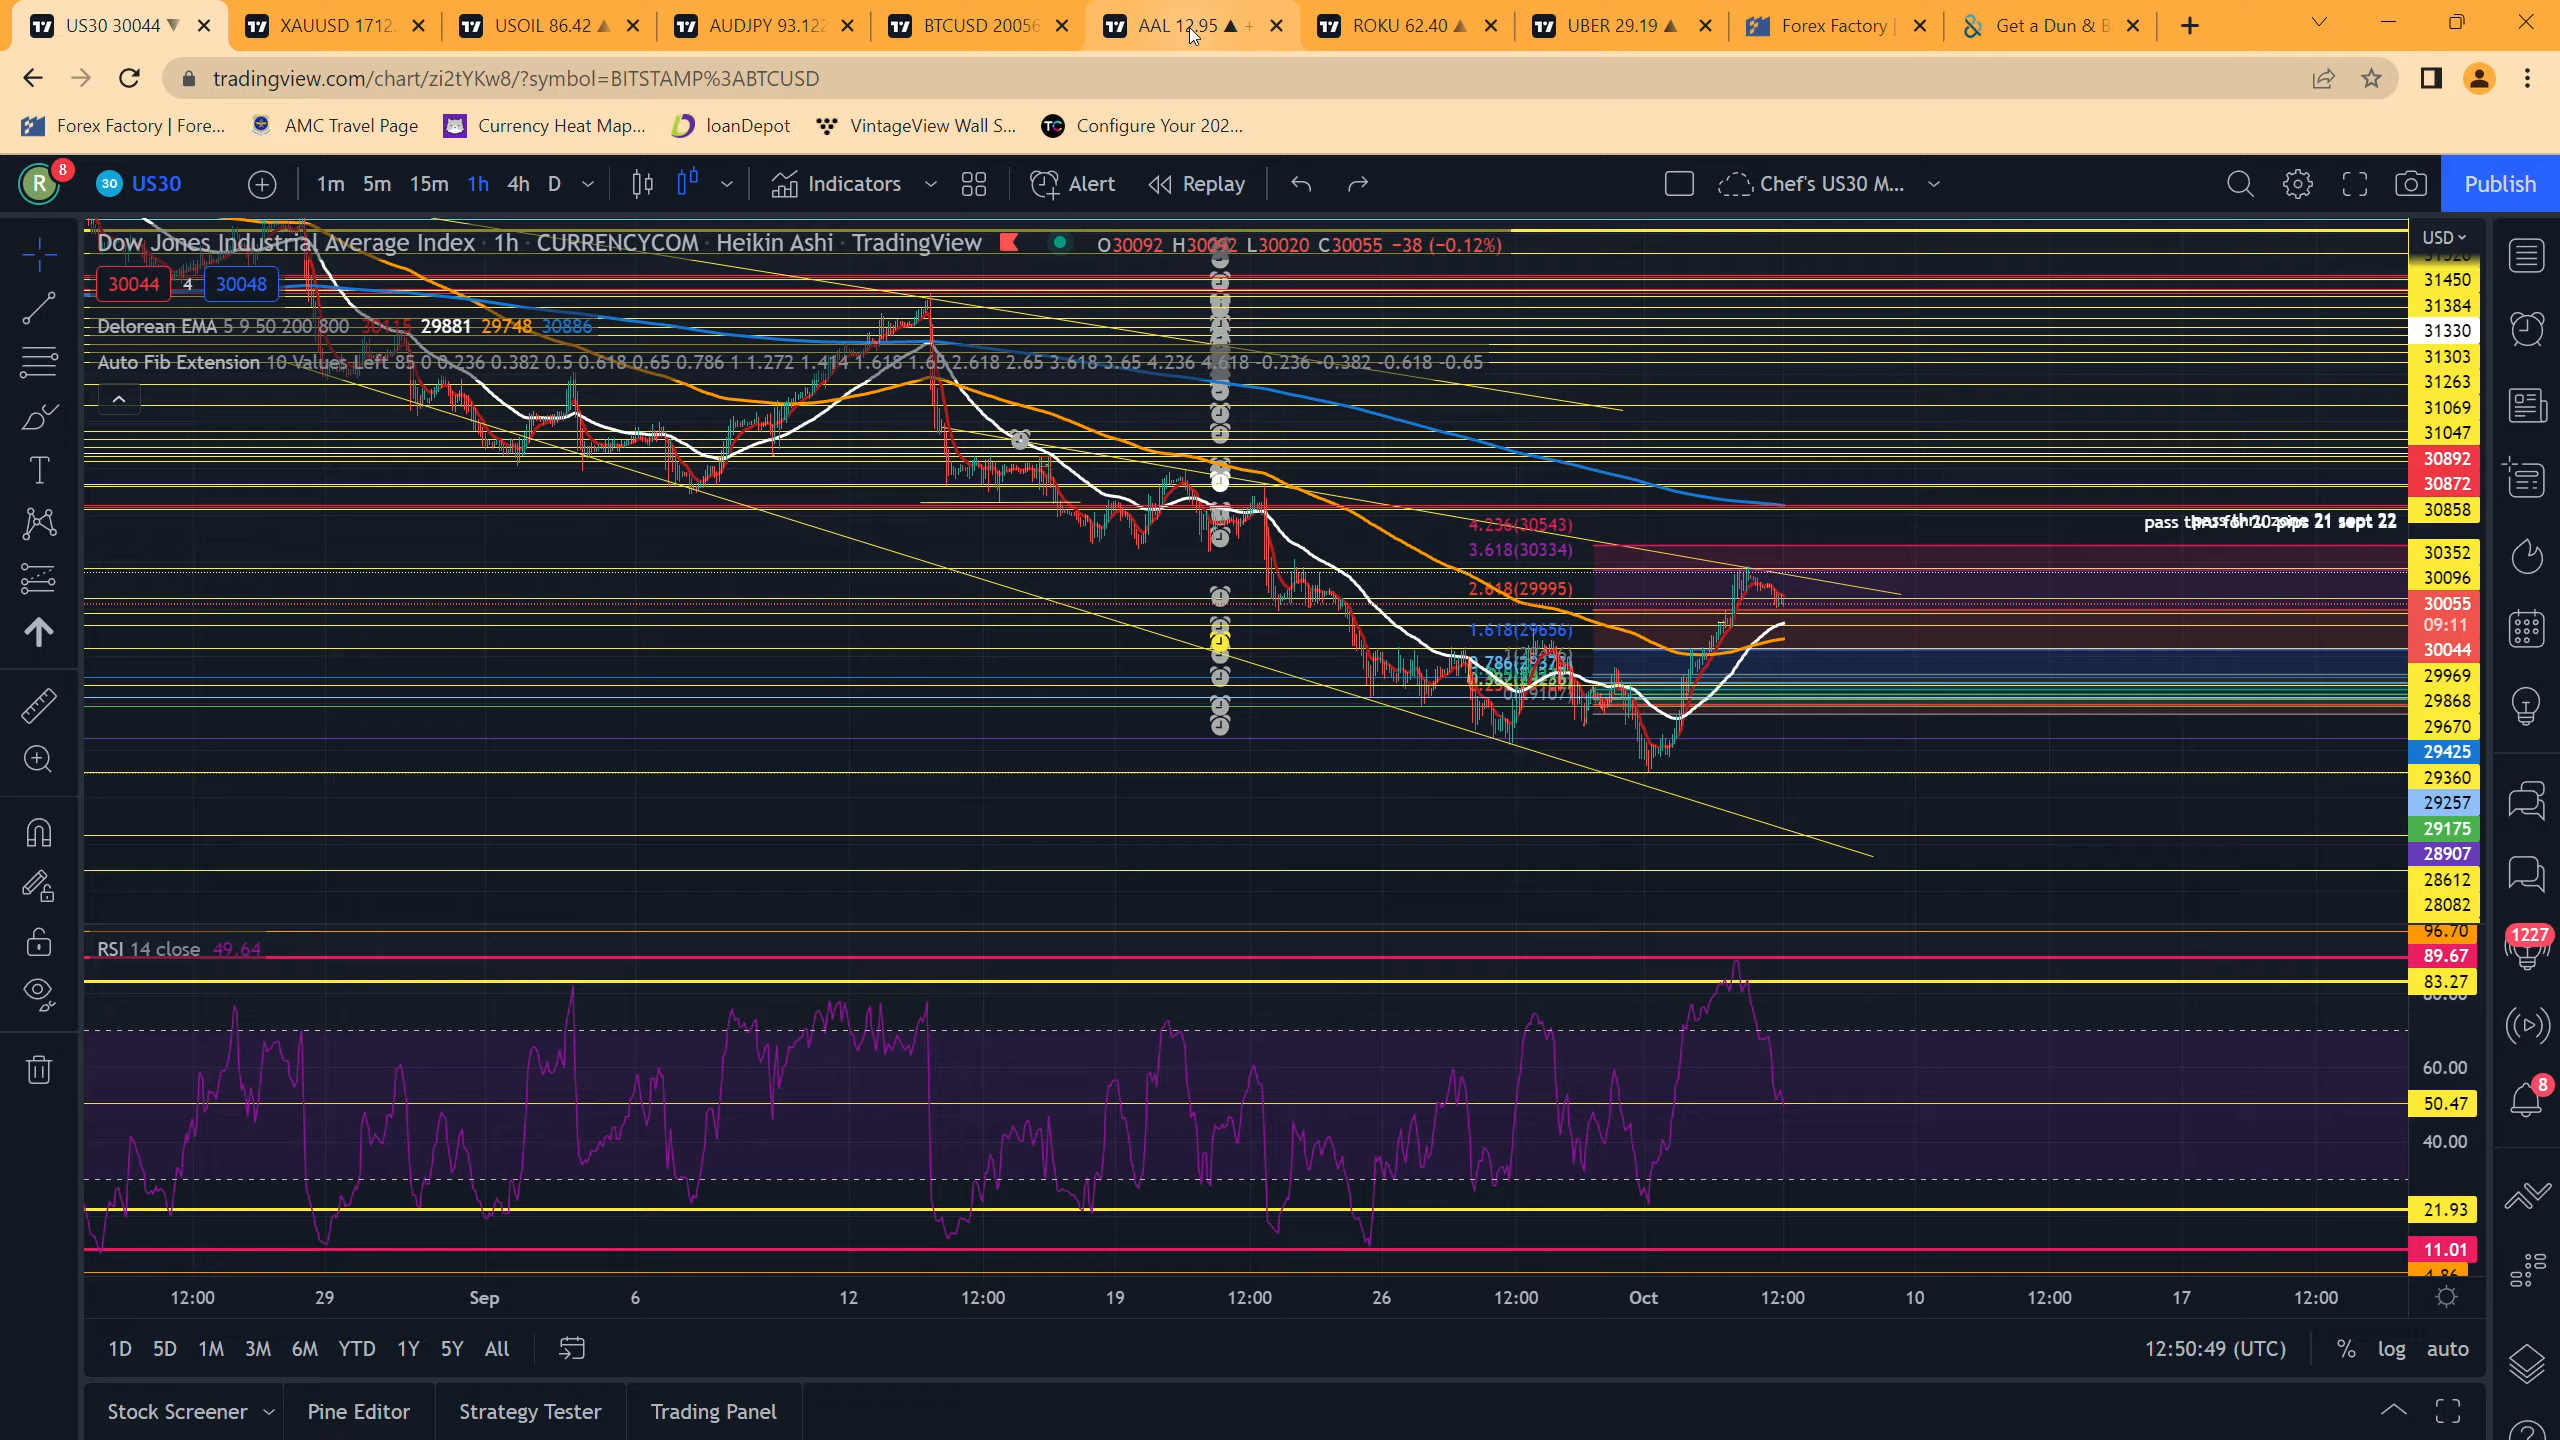 US30 30044 ▼
XAUUSD 1712.
USOIL 86.42 ▲
AUDJPY 93.122
BTCUSD 20056
AAL 12.95 ▲ +
ROKU 62.40 ▲
UBER 29.19 ▲
Forex Factory |
Get a Dun & B
tradingview.com/chart/zi2tYKw8/?symbol=BITSTAMP%3ABTCUSD
Forex Factory | Fore...
AMC Travel Page
Currency Heat Map...
loanDepot
VintageView Wall S...
TC Configure Your 202...
R 8
30 US30
1m 5m 15m 1h 4h D
Indicators
Alert
Replay
Chef's US30 M...
Publish
Dow Jones Industrial Average Index · 1h · CURRENCYCOM · Heikin Ashi · TradingView
O30092 H30092 L30020 C30055 −38 (−0.12%)
USD
30044 4 30048
Delorean EMA 5 9 50 200 800 30115 29881 29748 30886
Auto Fib Extension 10 Values Left 85 0 0.236 0.382 0.5 0.618 0.65 0.786 1 1.272 1.414 1.618 1.65 2.618 2.65 3.618 3.65 4.236 4.618 -0.236 -0.382 -0.618 -0.65
31450
31384
31330
31303
31263
31069
31047
30892
30872
30858
30352
30096
30055
09:11
30044
29969
29868
29670
29425
29360
29257
29175
28907
28612
28082
4.236(30543)
3.618(30334)
2.618(29995)
1.618(29656)
21 sept 22
RSI 14 close 49.64
96.70
89.67
83.27
60.00
50.47
40.00
21.93
11.01
1227
8
12:00 29 Sep 6 12 12:00 19 12:00 26 12:00 Oct 12:00 10 12:00 17 12:00
1D 5D 1M 3M 6M YTD 1Y 5Y All
12:50:49 (UTC) % log auto
Stock Screener
Pine Editor
Strategy Tester
Trading Panel